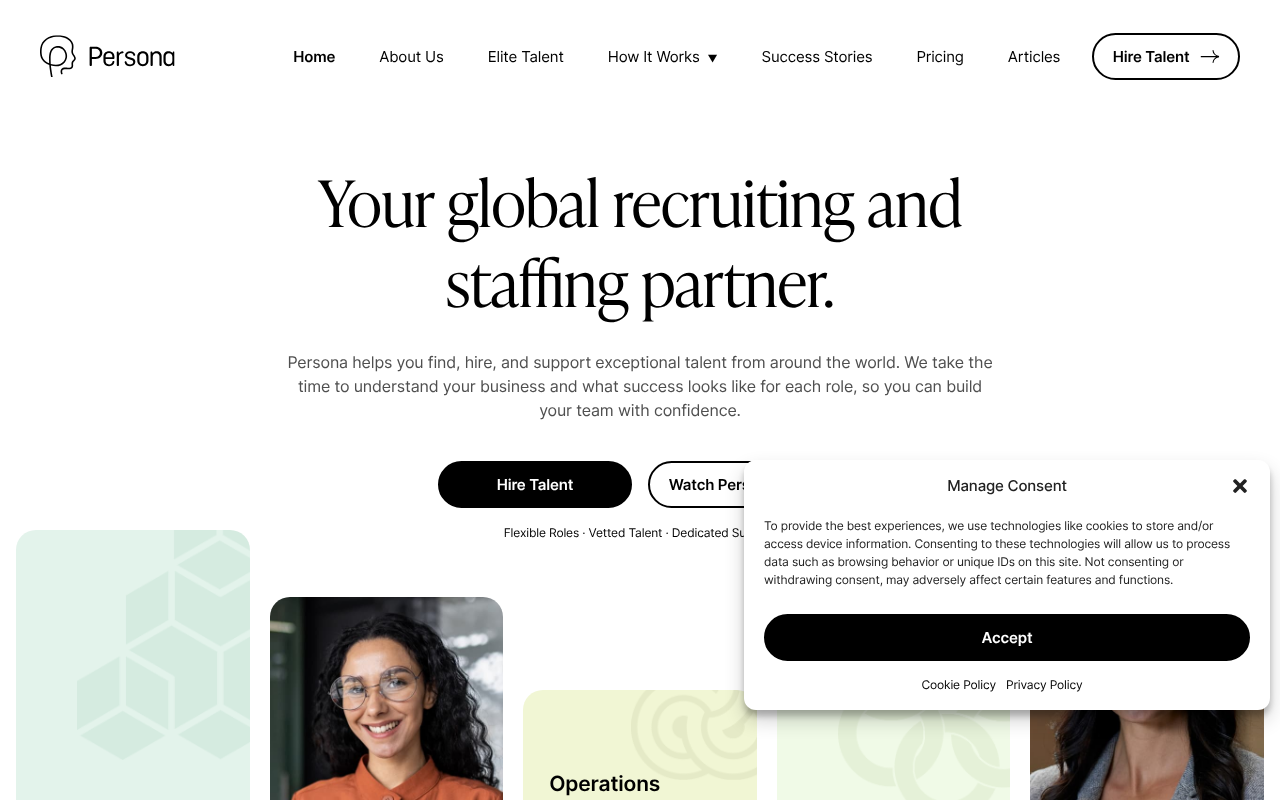 Persona
Home
About Us
Elite Talent
How It Works ▼
Success Stories
Pricing
Articles
Hire Talent →
Your global recruiting and
staffing partner.
Persona helps you find, hire, and support exceptional talent from around the world. We take the
time to understand your business and what success looks like for each role, so you can build
your team with confidence.
Hire Talent
Watch
Flexible Roles · Vetted Talent · Dedicated
Manage Consent
To provide the best experiences, we use technologies like cookies to store and/or
access device information. Consenting to these technologies will allow us to process
data such as browsing behavior or unique IDs on this site. Not consenting or
withdrawing consent, may adversely affect certain features and functions.
Accept
Cookie Policy Privacy Policy
Operations